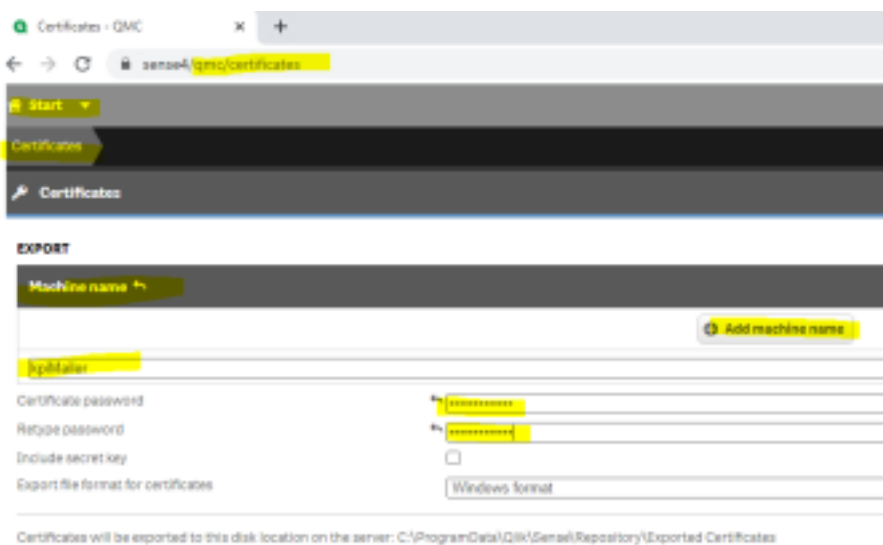 Certificates - QMC
sense4/qmc/certificates
Start
Certificates
Certificates
EXPORT
Machine name
Add machine name
kpiMailer
Certificate password
Retype password
Include secret key
Export file format for certificates
Windows format
Certificates will be exported to this disk location on the server: C:\ProgramData\Qlik\Sense\Repository\Exported Certificates